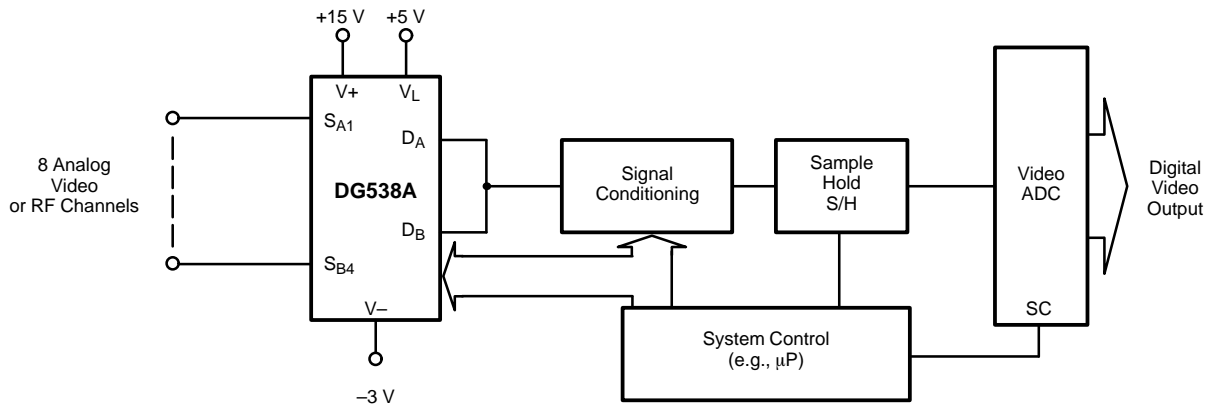 +15 V
+5 V
V+
VL
SA1
DA
8 Analog
Video
or RF Channels
DG538A
DB
SB4
V–
–3 V
Signal
Conditioning
Sample
Hold
S/H
Video
ADC
SC
Digital
Video
Output
System Control
(e.g., μP)